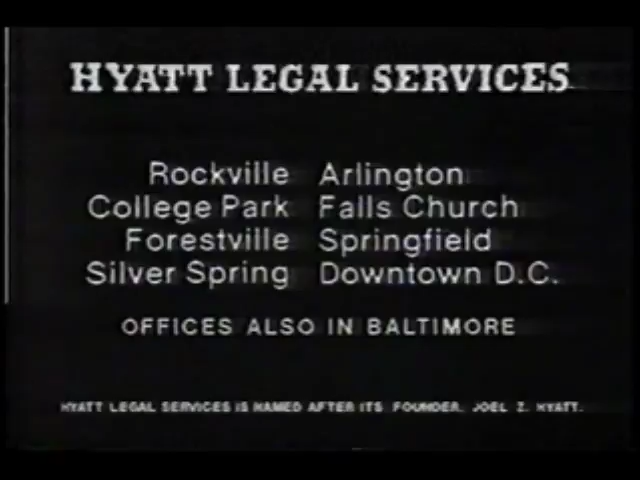 HYATT LEGAL SERVICES
Rockville Arlington
College Park Falls Church
Forestville Springfield
Silver Spring Downtown D.C.
OFFICES ALSO IN BALTIMORE
HYATT LEGAL SERVICES IS NAMED AFTER ITS FOUNDER, JOEL Z. HYATT.